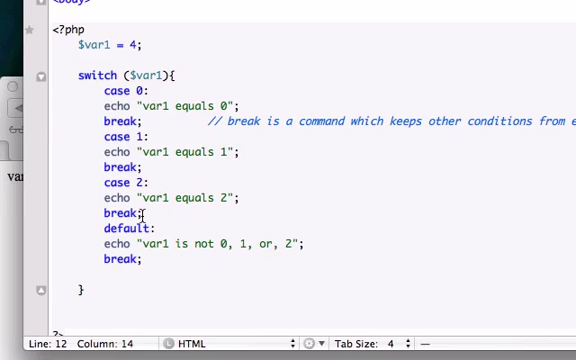 <body>
<?php
$var1 = 4;
switch ($var1){
case 0:
echo "var1 equals 0";
break; // break is a command which keeps other conditions from e
case 1:
echo "var1 equals 1";
break;
case 2:
echo "var1 equals 2";
break;
default:
echo "var1 is not 0, 1, or, 2";
break;
}
?>
var
Line: 12 Column: 14 HTML Tab Size: 4 —